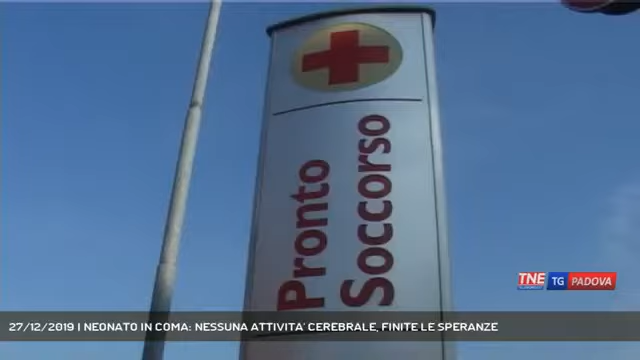 Pronto
Soccorso
TNE TG PADOVA
27/12/2019 | NEONATO IN COMA: NESSUNA ATTIVITA' CEREBRALE, FINITE LE SPERANZE